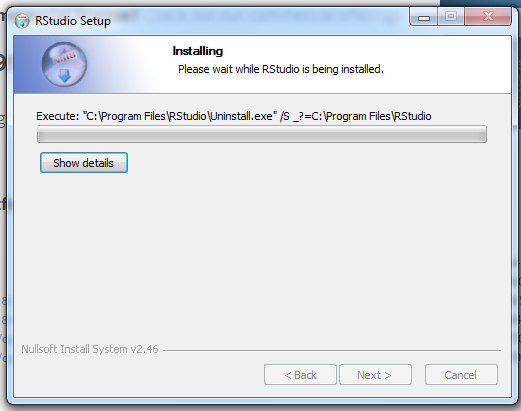 RStudio Setup
Installing
Please wait while RStudio is being installed.
Execute: "C:\Program Files\RStudio\Uninstall.exe" /S _?=C:\Program Files\RStudio
Show details
Nullsoft Install System v2.46
< Back
Next >
Cancel